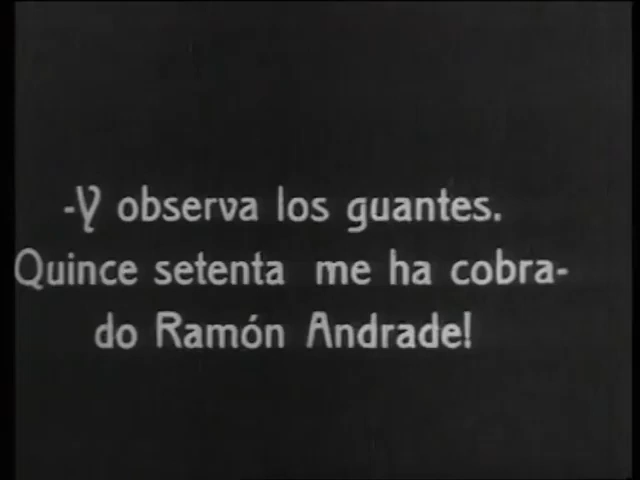 -Y observa los guantes.
Quince setenta me ha cobra-
do Ramón Andrade!